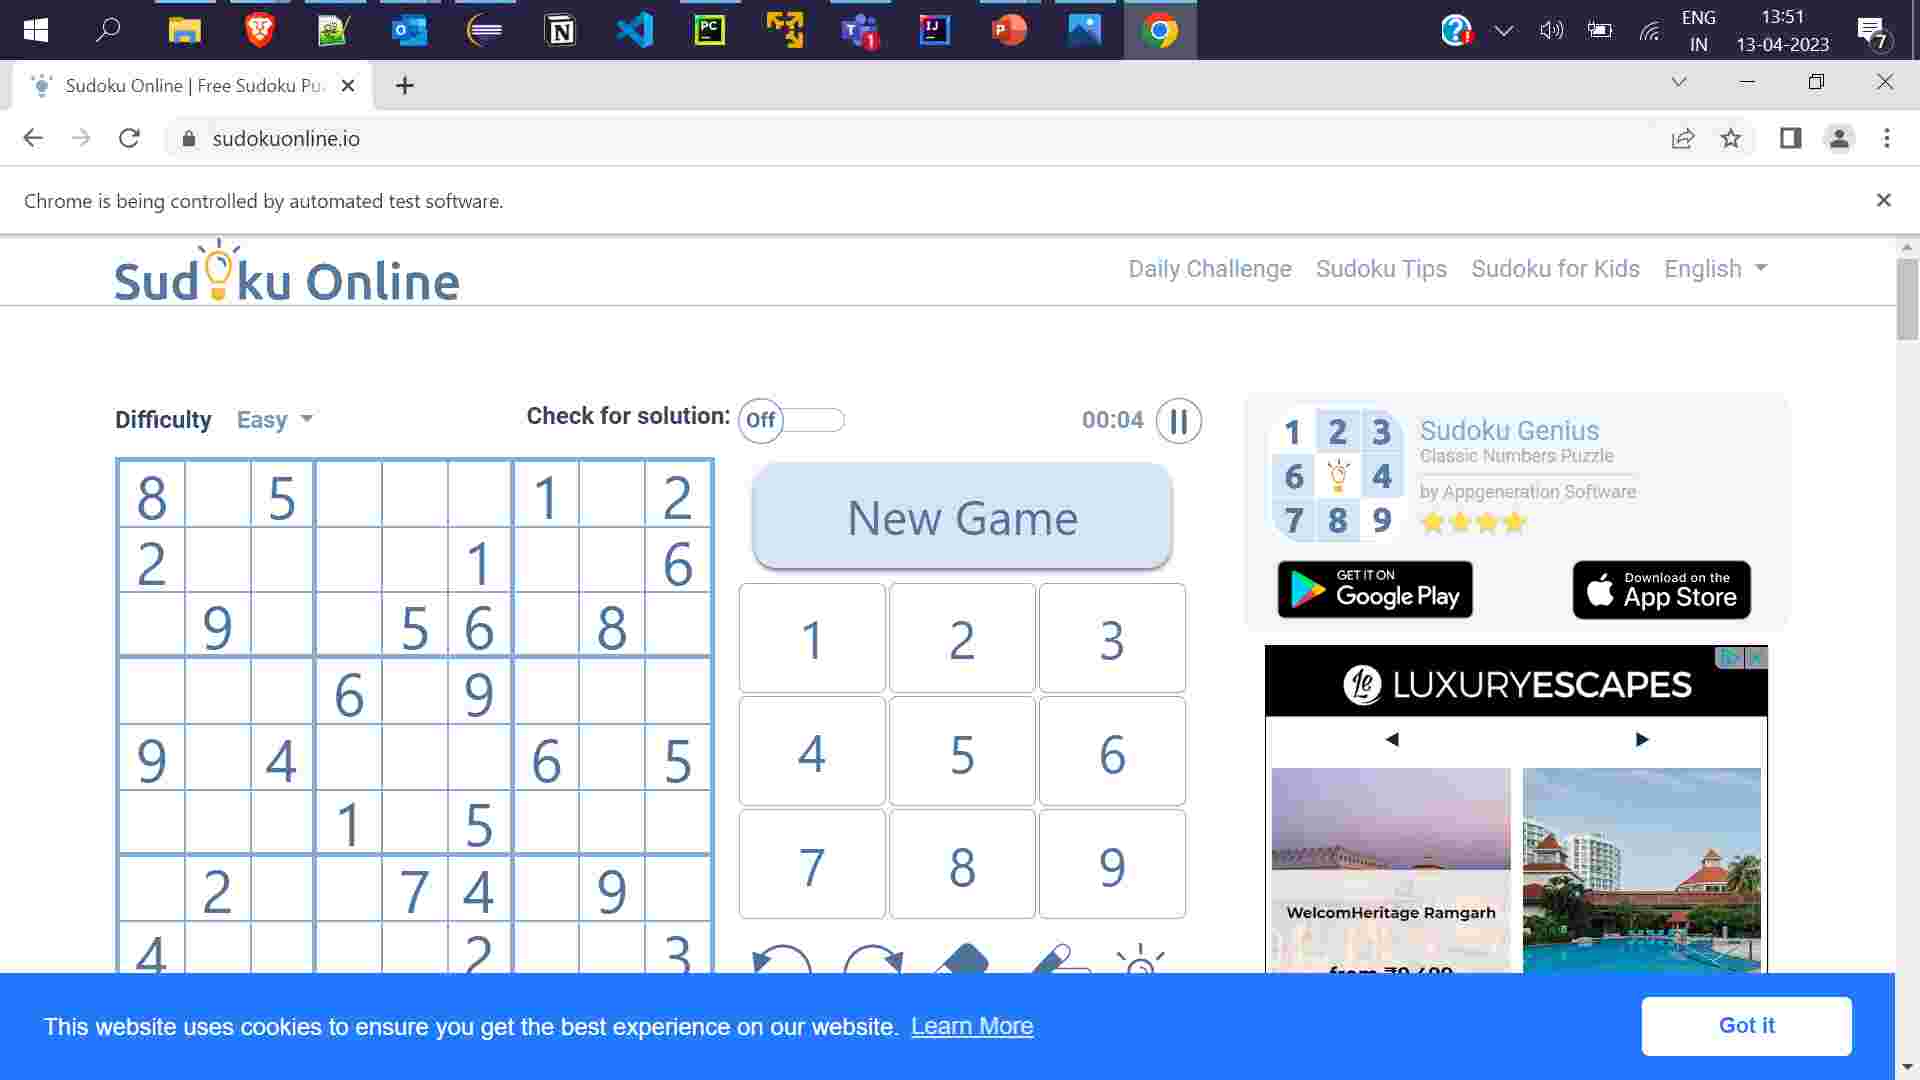 ENG
IN
13:51
13-04-2023
7
PC
T
1
IJ
P
N
Sudoku Online | Free Sudoku Pu
sudokuonline.io
Chrome is being controlled by automated test software.
Sudoku Online
Daily Challenge Sudoku Tips Sudoku for Kids English
Difficulty Easy
Check for solution: Off
00:04
8 5 1 2
2 1 6
9 5 6 8
6 9
9 4 6 5
1 5
2 7 4 9
4 2 3
New Game
1 2 3
4 5 6
7 8 9
1 2 3
6 4
7 8 9
Sudoku Genius
Classic Numbers Puzzle
by Appgeneration Software
GET IT ON
Google Play
Download on the
App Store
le LUXURYESCAPES
WelcomHeritage Ramgarh
This website uses cookies to ensure you get the best experience on our website. Learn More
Got it